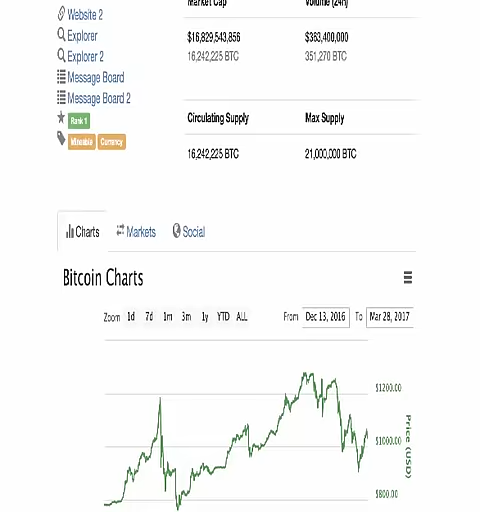 Market Cap Volume (24h)
Website 2
Explorer $16,829,543,856 $383,400,000
Explorer 2 16,242,225 BTC 351,270 BTC
Message Board
Message Board 2
Rank 1 Circulating Supply Max Supply
Mineable Currency
16,242,225 BTC 21,000,000 BTC
Charts Markets Social
Bitcoin Charts
Zoom 1d 7d 1m 3m 1y YTD ALL From Dec 13, 2016 To Mar 28, 2017
$1200.00
$1000.00
$800.00
Price (USD)